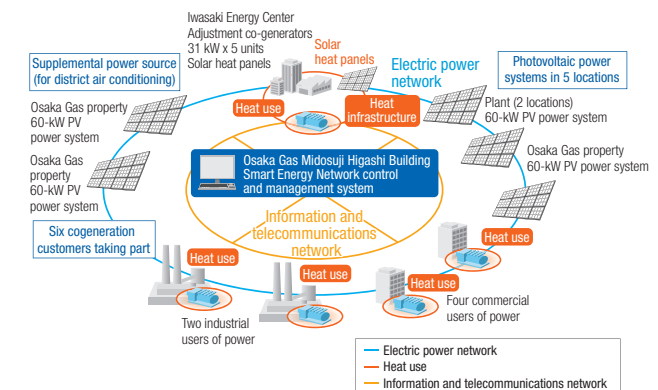 Iwasaki Energy Center
Adjustment co-generators
31 kW x 5 units
Solar heat panels
Solar
heat panels
Supplemental power source
(for district air conditioning)
Electric power
network
Photovoltaic power
systems in 5 locations
Heat use
Heat
infrastructure
Osaka Gas property
60-kW PV
power system
Plant (2 locations)
60-kW PV power system
Osaka Gas
property
60-kW PV
power system
Osaka Gas property
60-kW PV power system
Osaka Gas Midosuji Higashi Building
Smart Energy Network control
and management system
Information and
telecommunications
network
Six cogeneration
customers taking part
Heat use
Heat use
Heat use
Heat use
Two industrial
users of power
Four commercial
users of power
Electric power network
Heat use
Information and telecommunications network